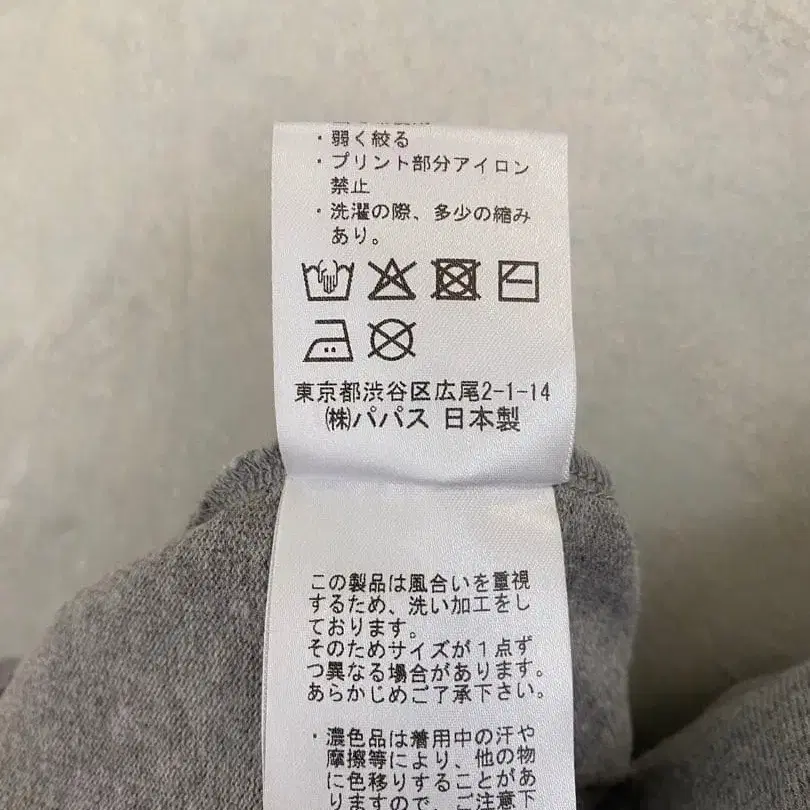 ・弱く絞る
・プリント部分アイロン
禁止
・洗濯の際、多少の縮み
あり。
東京都渋谷区広尾2-1-14
㈱パパス 日本製
この製品は風合いを重視
するため、洗い加工をし
ております。
そのためサイズが1点ず
つ異なる場合があります。
あらかじめご了承下さい。
・濃色品は着用中の汗や
摩擦等により、他の物
に色移りすることがあ
りますので、ご注意下